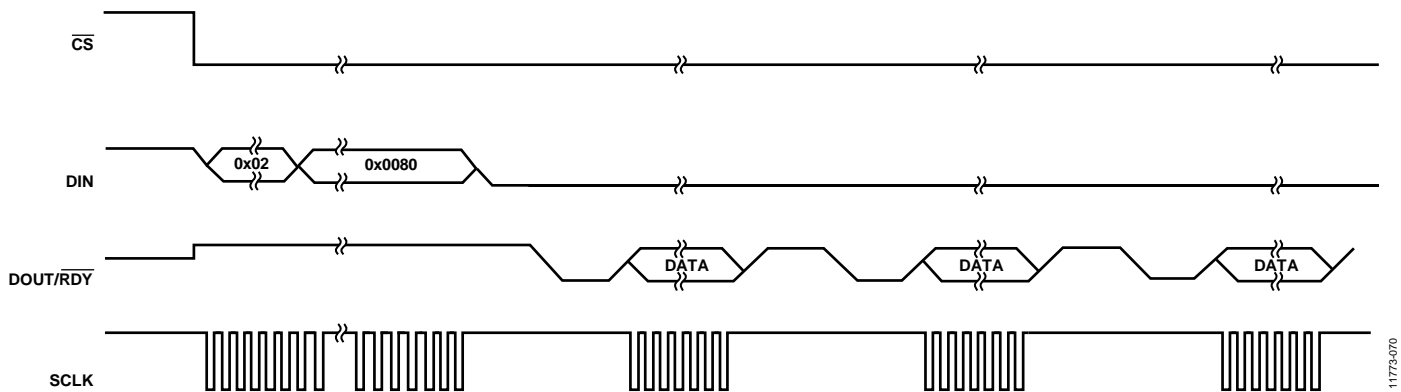 CS
DIN
0x02
0x0080
DOUT/RDY
DATA
DATA
DATA
SCLK
11773-070